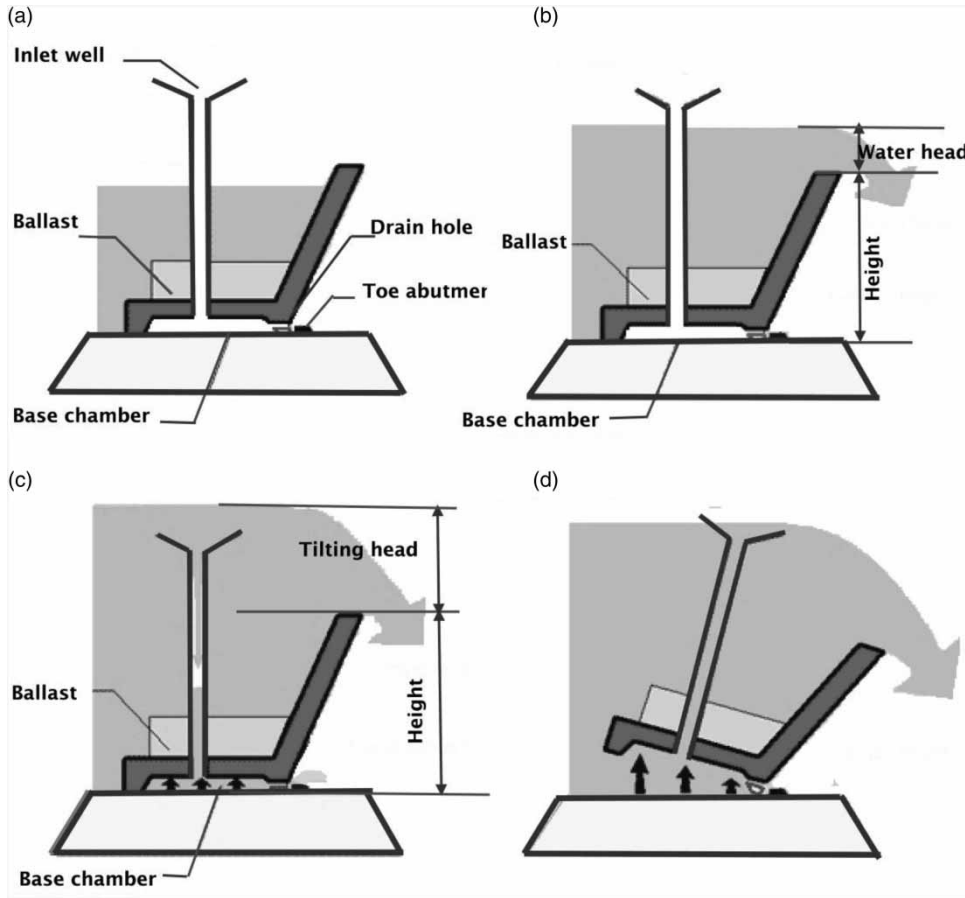 (a)
Inlet well
Ballast
Drain hole
Toe abutmer
Base chamber
(b)
Water head
Ballast
Height
Base chamber
(c)
Tilting head
Ballast
Height
Base chamber
(d)